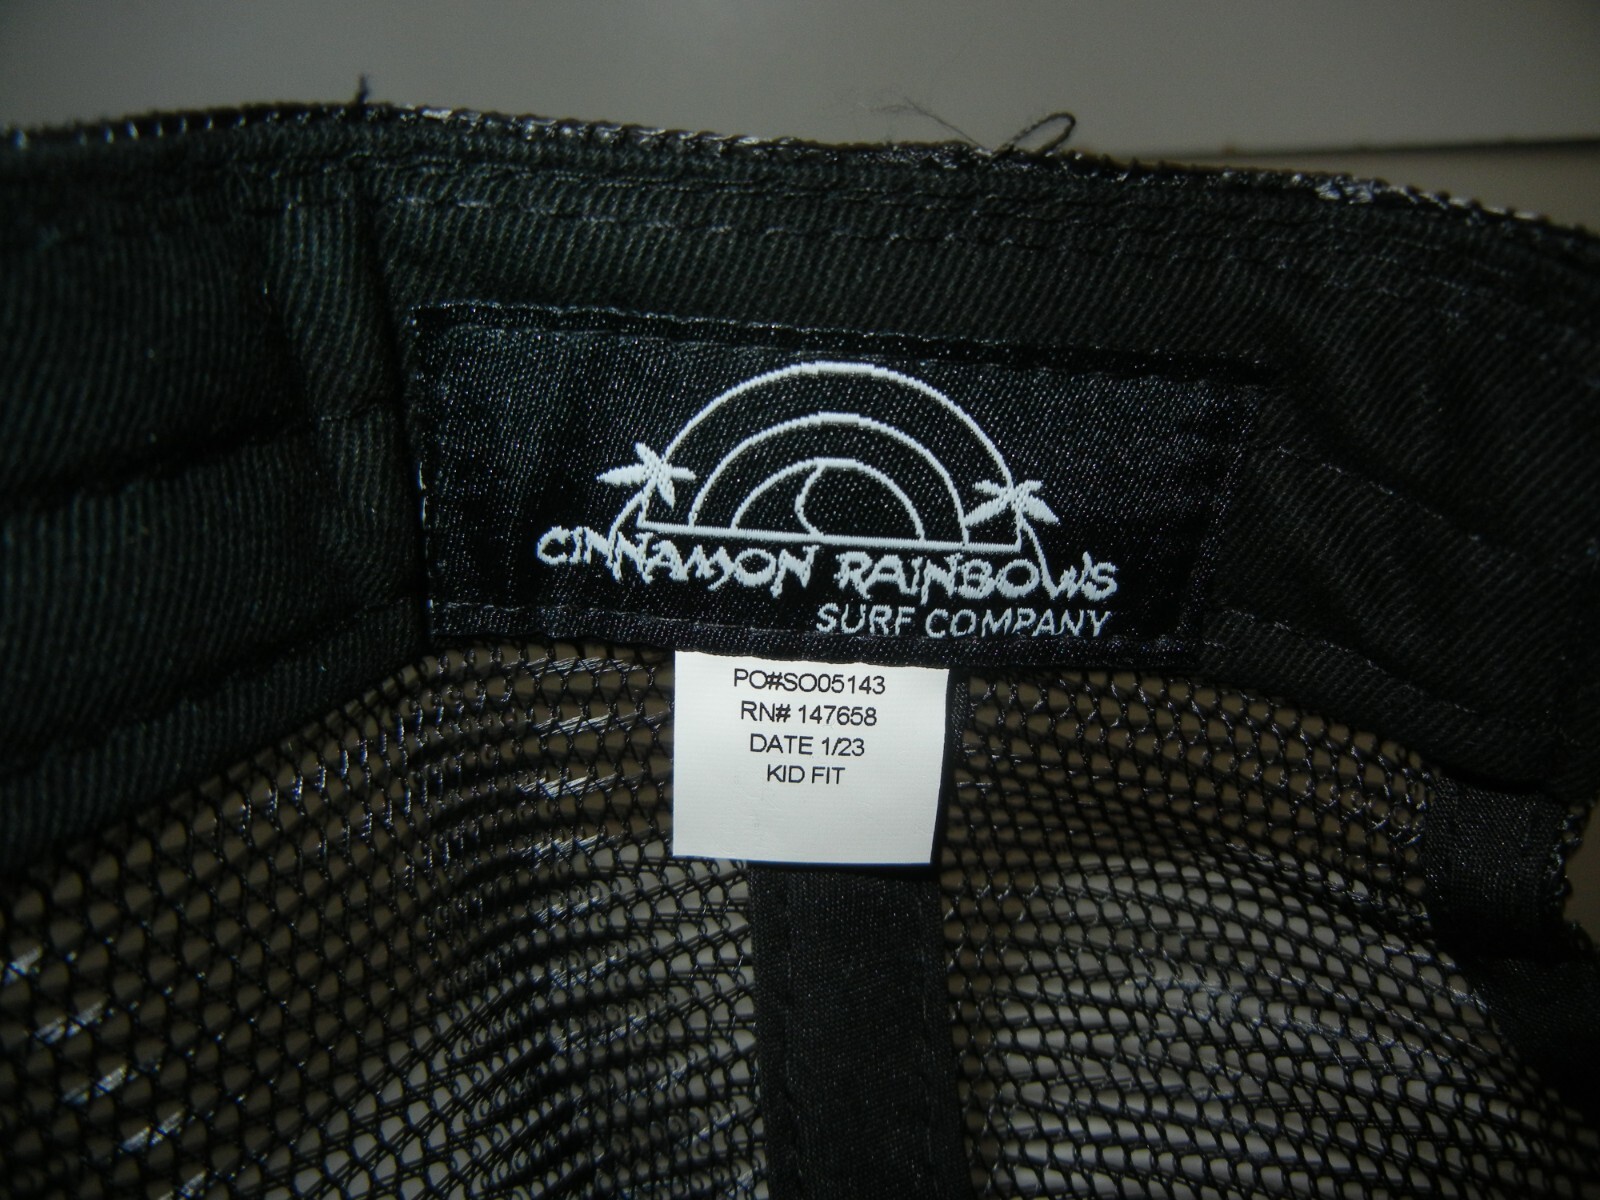 CINNAMON RAINBOWS
SURF COMPANY
PO#SO05143
RN# 147658
DATE 1/23
KID FIT